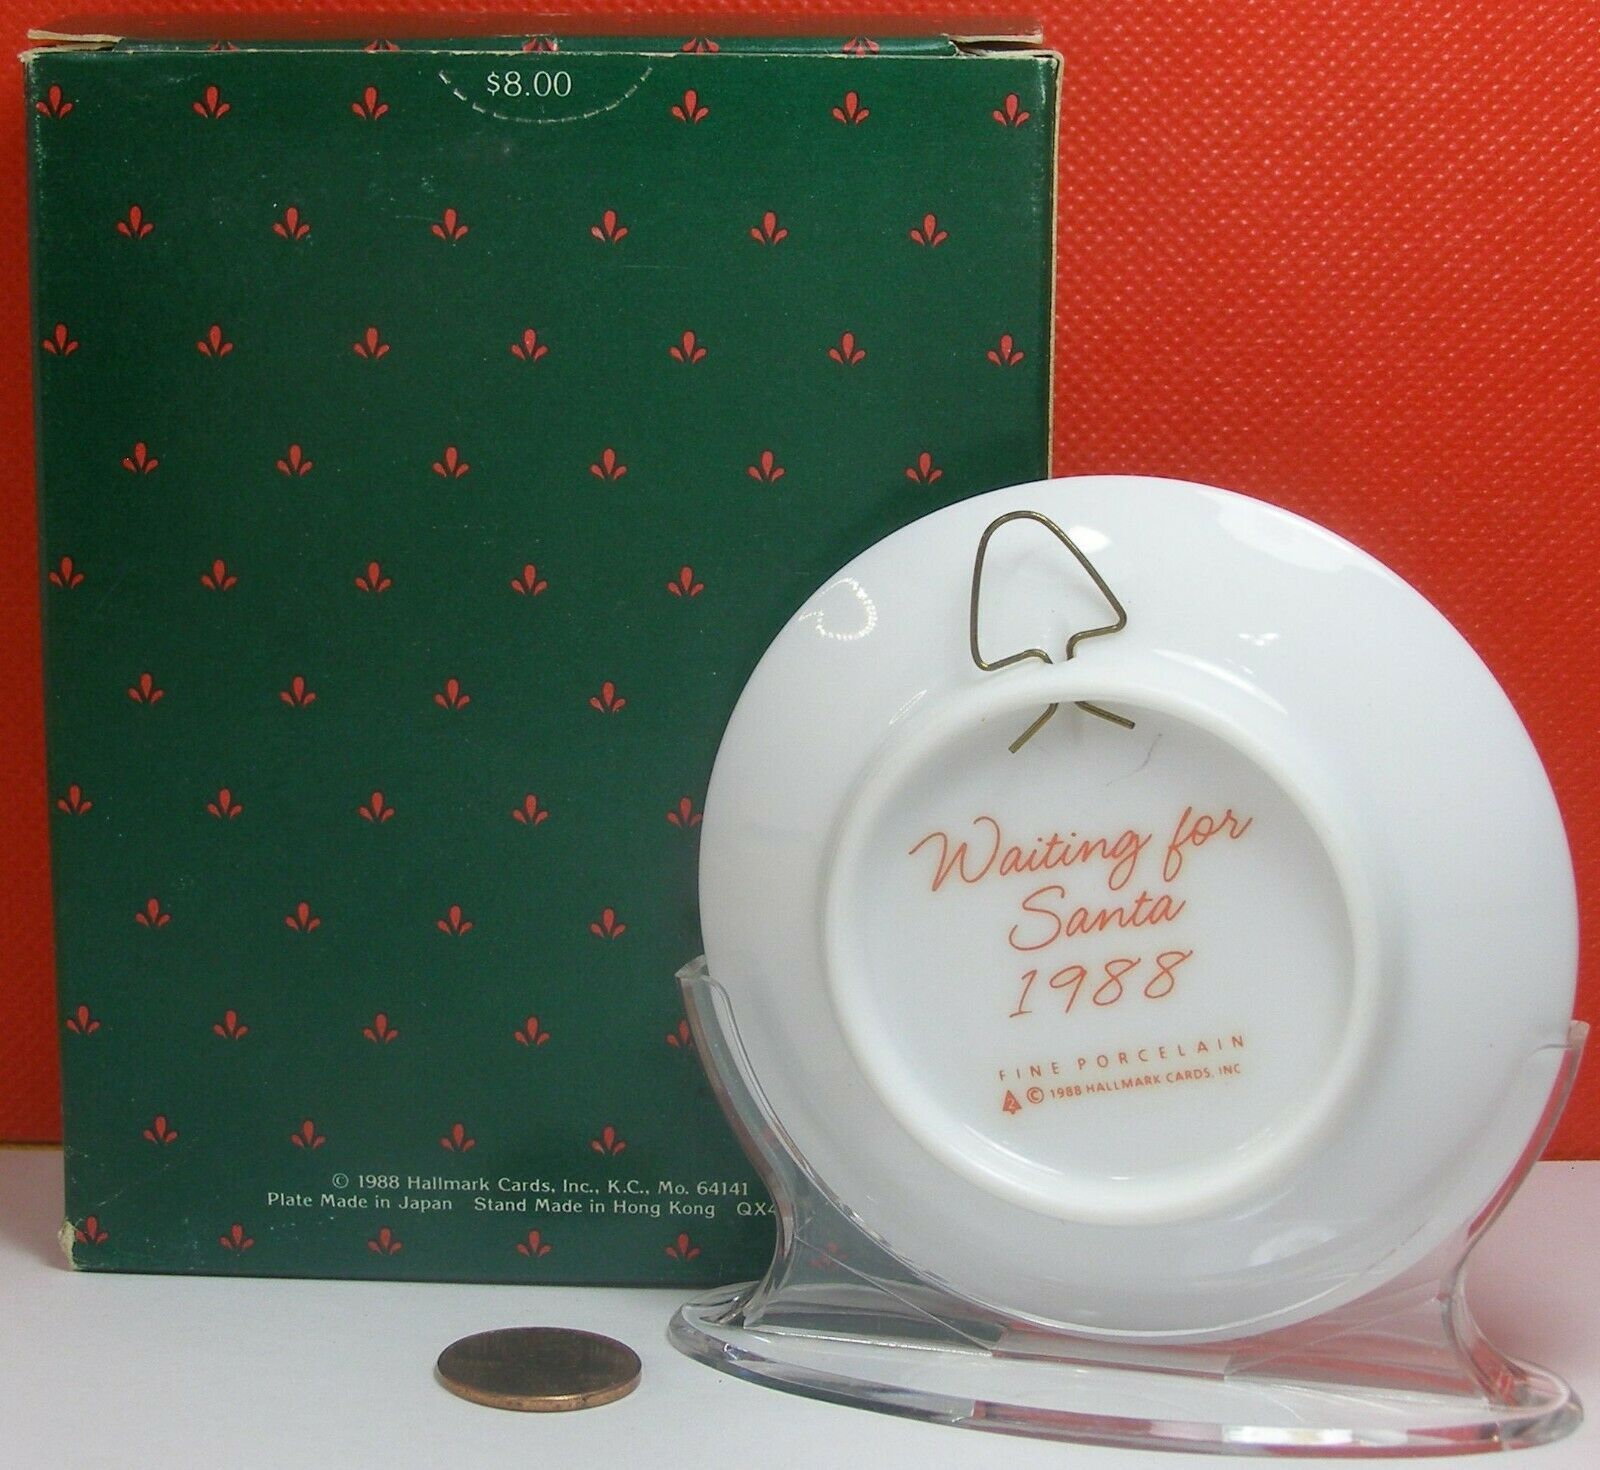 $8.00
© 1988 Hallmark Cards, Inc., K.C., Mo. 64141
Plate Made in Japan Stand Made in Hong Kong
Waiting for
Santa
1988
FINE PORCELAIN
2 © 1988 HALLMARK CARDS, INC